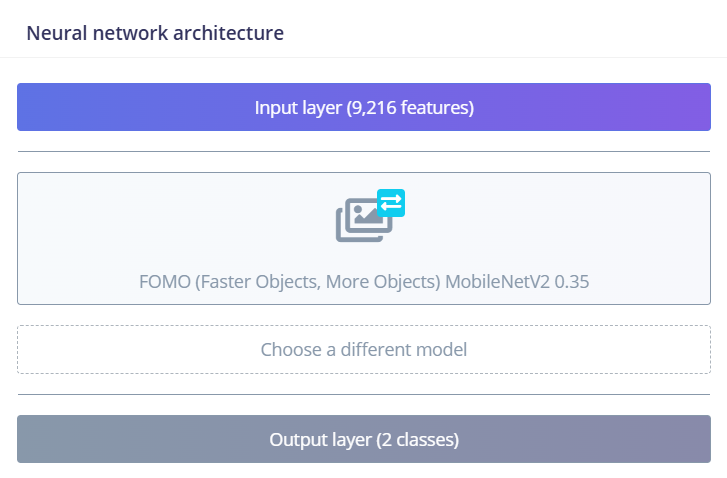 Neural network architecture
Input layer (9,216 features)
FOMO (Faster Objects, More Objects) MobileNetV2 0.35
Choose a different model
Output layer (2 classes)